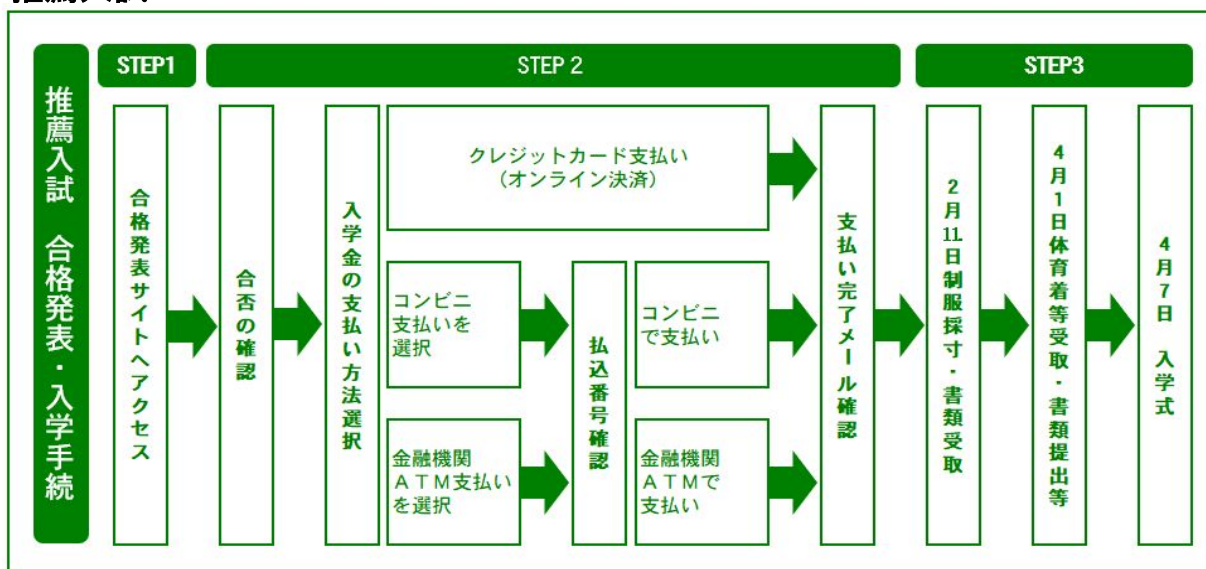 推薦入試 合格発表・入学手続
STEP1
STEP 2
STEP3
合格発表サイトへアクセス
合否の確認
入学金の支払い方法選択
クレジットカード支払い
(オンライン決済)
コンビニ
支払いを
選択
金融機関
ATM支払い
を選択
払込番号確認
コンビニ
で支払い
金融機関
ATMで
支払い
支払い完了メール確認
2月11日制服採寸・書類受取
4月1日体育着等受取・書類提出等
4月7日 入学式